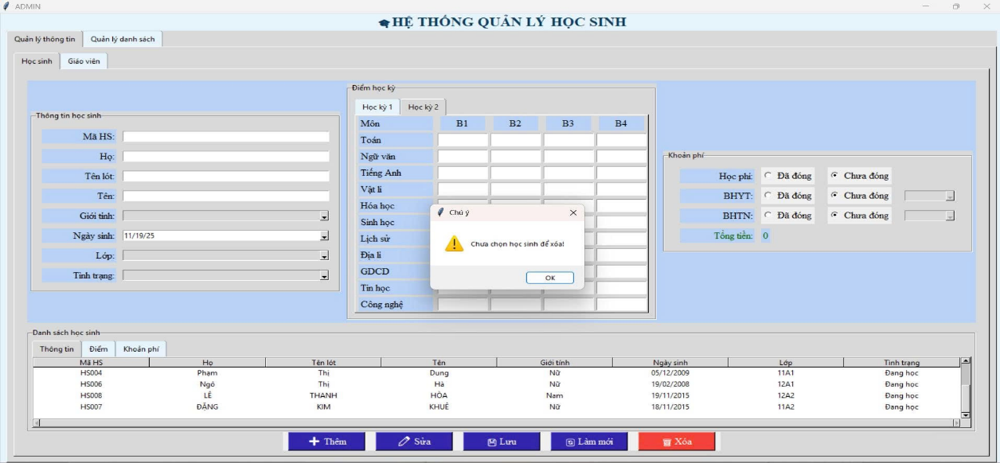 ADMIN
HỆ THỐNG QUẢN LÝ HỌC SINH
Quản lý thông tin Quản lý danh sách
Học sinh Giáo viên
Điểm học kỳ
Học kỳ 1 Học kỳ 2
Môn B1 B2 B3 B4
Toán
Ngữ văn
Tiếng Anh
Vật lí
Hóa học
Sinh học
Lịch sử
Địa lí
GDCD
Tin học
Công nghệ
Thông tin học sinh
Mã HS:
Họ:
Tên lót:
Tên:
Giới tính:
Ngày sinh: 11/19/25
Lớp:
Tình trạng:
Khoản phí
Học phí: Đã đóng Chưa đóng
BHYT: Đã đóng Chưa đóng
BHTN: Đã đóng Chưa đóng
Tổng tiền: 0
Chú ý
Chưa chọn học sinh để xóa!
OK
Danh sách học sinh
Thông tin Điểm Khoản phí
Mã HS Họ Tên lót Tên Giới tính Ngày sinh Lớp Tình trạng
HS004 Phạm Thị Dung Nữ 05/12/2009 11A1 Đang học
HS006 Ngô Thị Hà Nữ 19/02/2008 12A1 Đang học
HS008 LÊ THANH HÒA Nam 19/11/2015 12A2 Đang học
HS007 ĐẶNG KIM KHUÊ Nữ 18/11/2015 11A2 Đang học
Thêm Sửa Lưu Làm mới Xóa